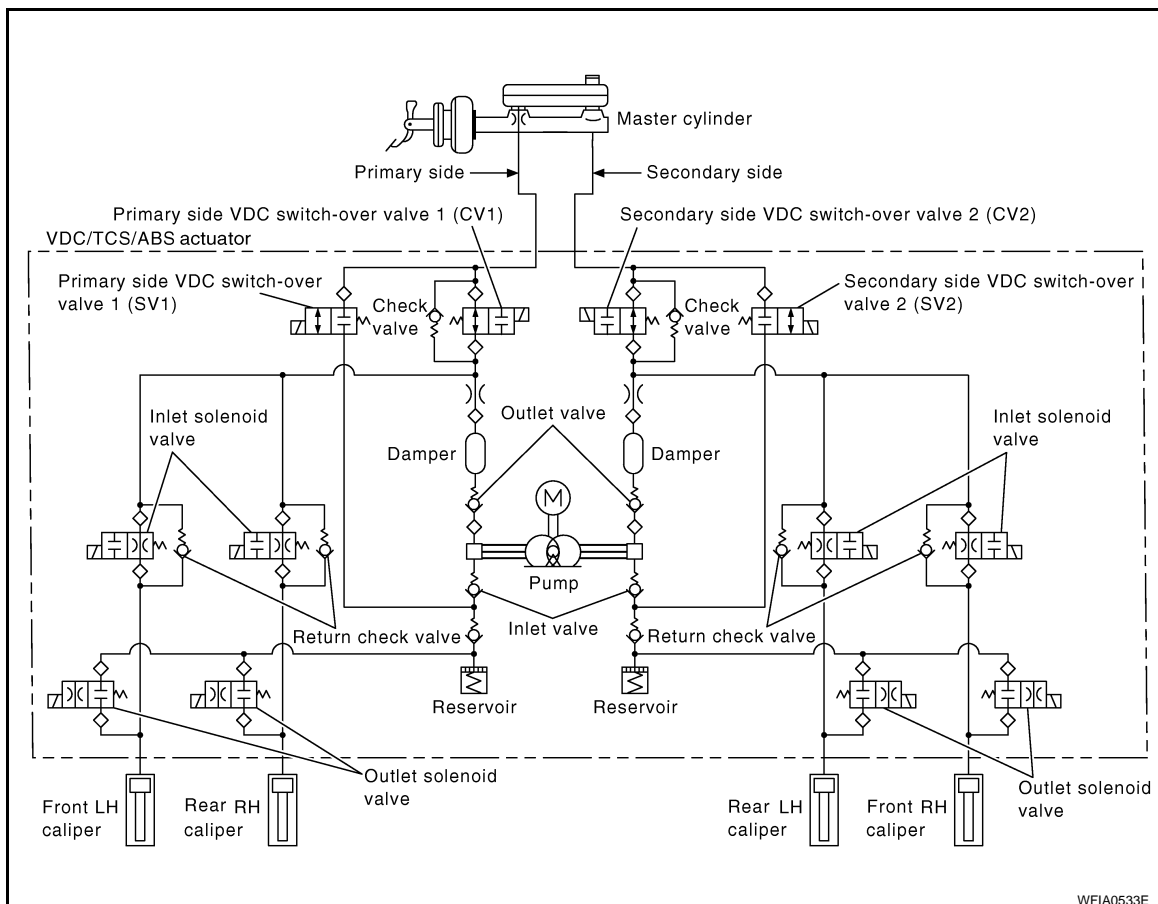 Master cylinder
Primary side
Secondary side
Primary side VDC switch-over valve 1 (CV1)
Secondary side VDC switch-over valve 2 (CV2)
VDC/TCS/ABS actuator
Primary side VDC switch-over
valve 1 (SV1)
Check
valve
Check
valve
Secondary side VDC switch-over
valve 2 (SV2)
Inlet solenoid
valve
Outlet valve
Inlet solenoid
valve
Damper
Damper
M
Pump
Return check valve
Inlet valve
Return check valve
Reservoir
Reservoir
Outlet solenoid
valve
Outlet solenoid
valve
Front LH
caliper
Rear RH
caliper
Rear LH
caliper
Front RH
caliper
WFIA0533E